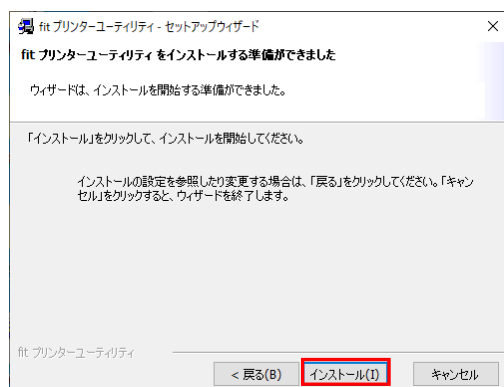 fit プリンターユーティリティ - セットアップウィザード
fit プリンターユーティリティ をインストールする準備ができました
ウィザードは、インストールを開始する準備ができました。
「インストール」をクリックして、インストールを開始してください。
インストールの設定を参照したり変更する場合は、「戻る」をクリックしてください。「キャン
セル」をクリックすると、ウィザードを終了します。
fit プリンターユーティリティ
< 戻る(B) インストール(I) キャンセル